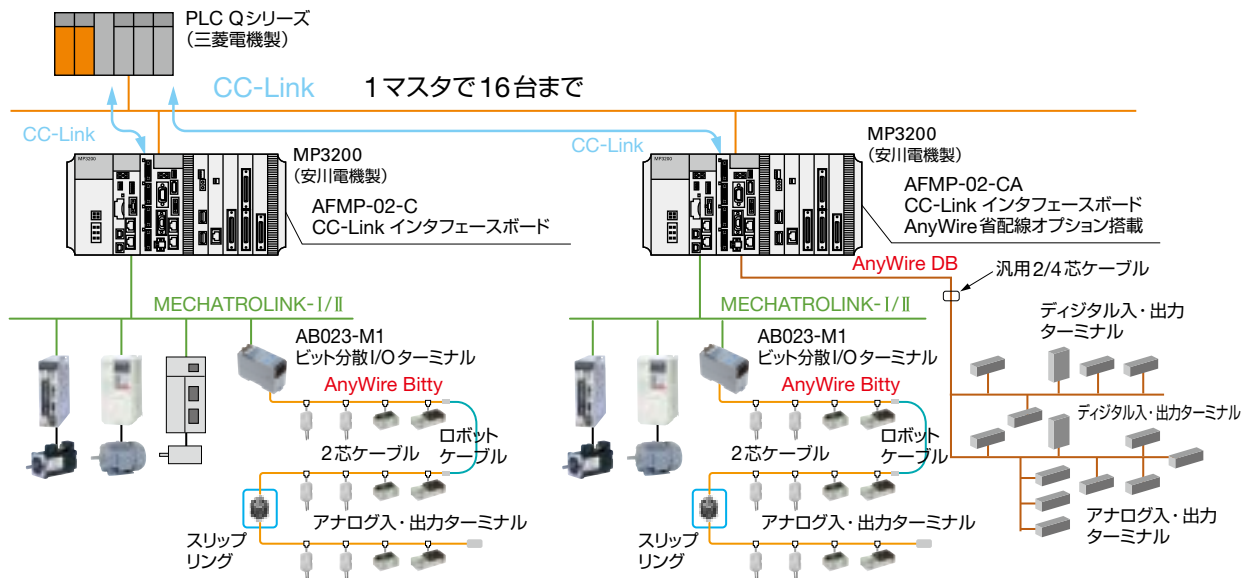 PLC Qシリーズ
（三菱電機製）
CC-Link 1マスタで16台まで
CC-Link
MP3200
MP3200
（安川電機製）
AFMP-02-C
CC-Link インタフェースボード
CC-Link
MP3200
MP3200
（安川電機製）
AFMP-02-CA
CC-Link インタフェースボード
AnyWire省配線オプション搭載
AnyWire DB
汎用2/4芯ケーブル
MECHATROLINK-I/II
AB023-M1
ビット分散I/Oターミナル
AnyWire Bitty
2芯ケーブル
ロボット
ケーブル
スリップ
リング
アナログ入・出力ターミナル
MECHATROLINK-I/II
AB023-M1
ビット分散I/Oターミナル
AnyWire Bitty
2芯ケーブル
ロボット
ケーブル
スリップ
リング
アナログ入・出力ターミナル
ディジタル入・出力
ターミナル
ディジタル入・出力ターミナル
アナログ入・出力
ターミナル